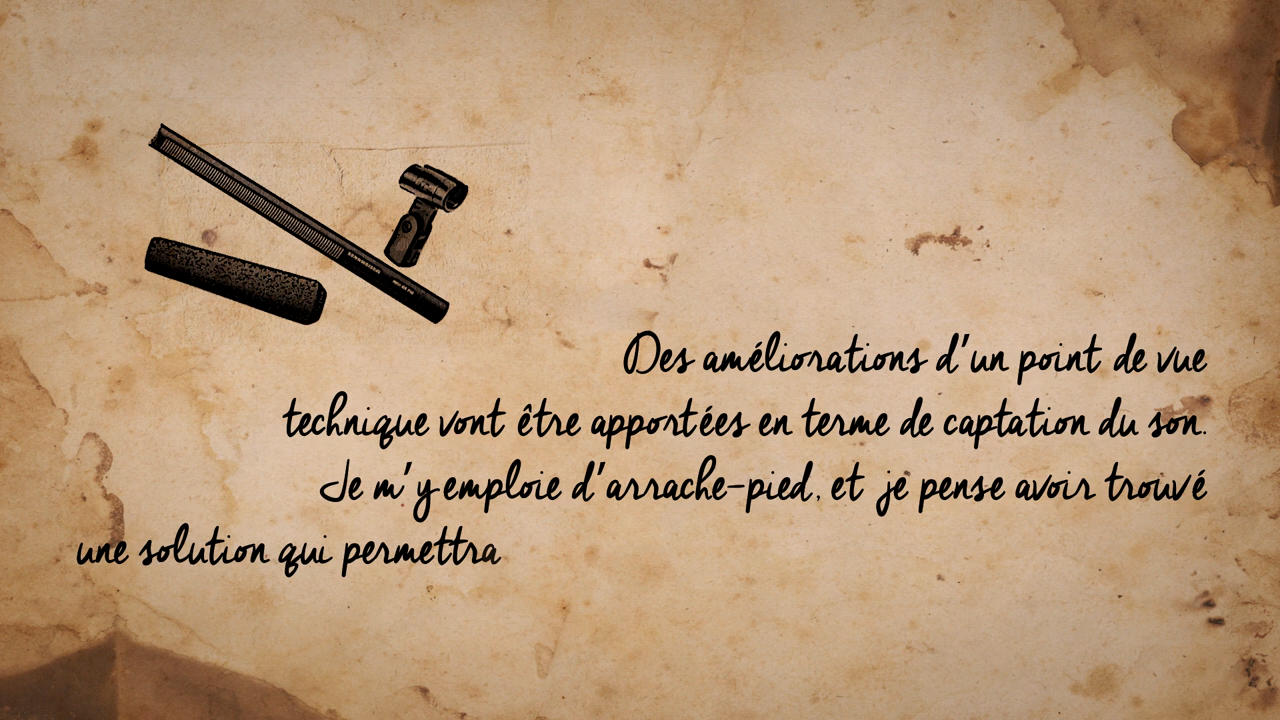 SENNHEISER
Des améliorations d'un point de vue
technique vont être apportées en terme de captation du son.
Je m'y emploie d'arrache-pied, et je pense avoir trouvé
une solution qui permettra